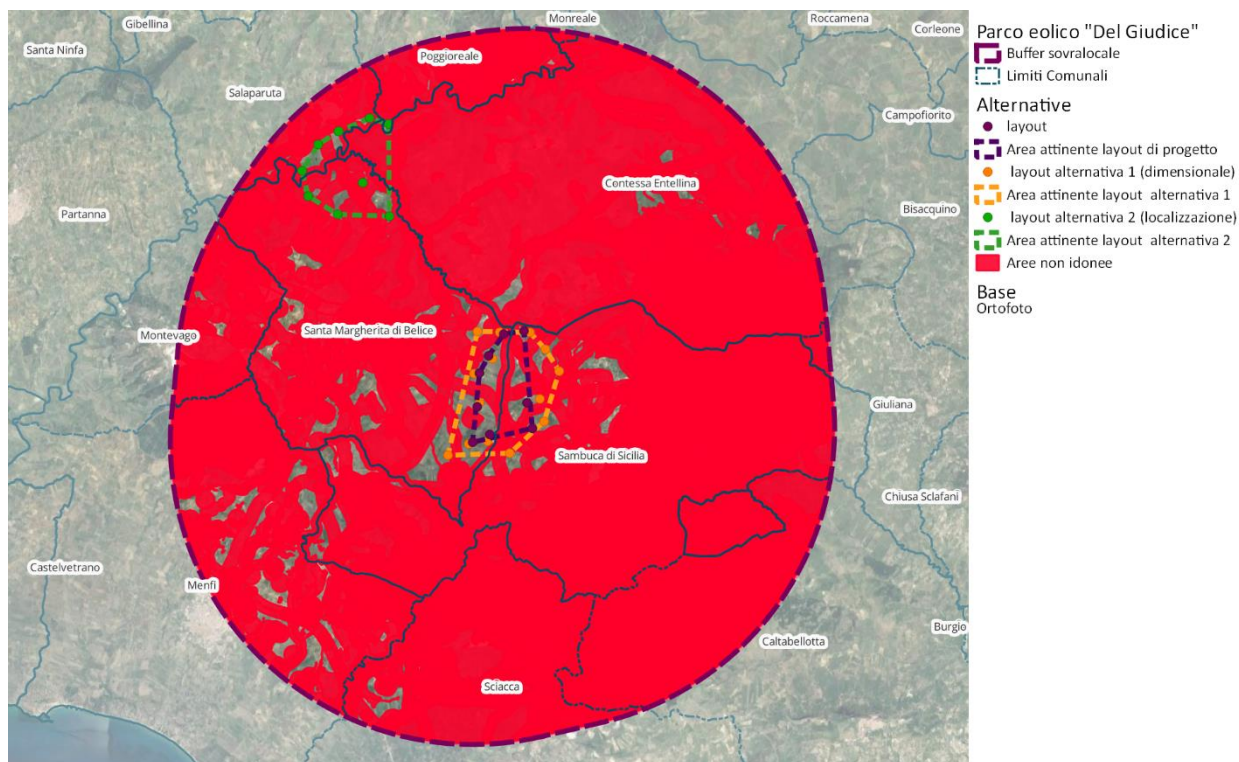 Monreale
Roccamena
Gibellina
Corleone
Santa Ninfa
Poggioreale
Salaparuta
Campofiorito
Contessa Entellina
Partanna
Bisacquino
Santa Margherita di Belice
Montevago
Giuliana
Sambuca di Sicilia
Chiusa Sclafani
Castelvetrano
Menfi
Burgio
Caltabellotta
Sciacca
Parco eolico "Del Giudice"
Buffer sovralocale
Limiti Comunali
Alternative
layout
Area attinente layout di progetto
layout alternativa 1 (dimensionale)
Area attinente layout alternativa 1
layout alternativa 2 (localizzazione)
Area attinente layout alternativa 2
Aree non idonee
Base
Ortofoto